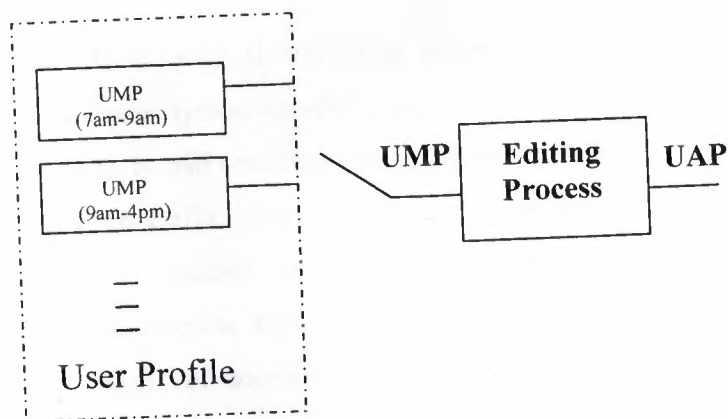 UMP
(7am-9am)
UMP
(9am-4pm)
User Profile
UMP
Editing
Process
UAP